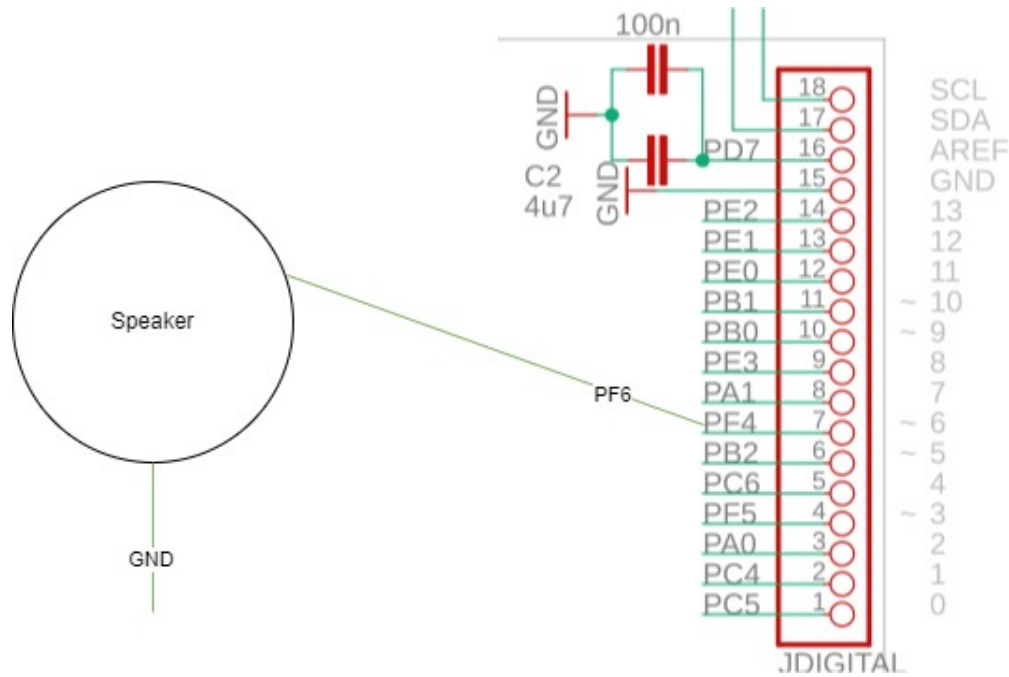 100n
GND
C2
4u7
GND
PD7
PE2
PE1
PE0
PB1
PB0
PE3
PA1
PF4
PB2
PC6
PF5
PA0
PC4
PC5
18
17
16
15
14
13
12
11
10
9
8
7
6
5
4
3
2
1
SCL
SDA
AREF
GND
13
12
11
~ 10
~ 9
8
7
~ 6
~ 5
4
~ 3
2
1
0
JDIGITAL
Speaker
PF6
GND